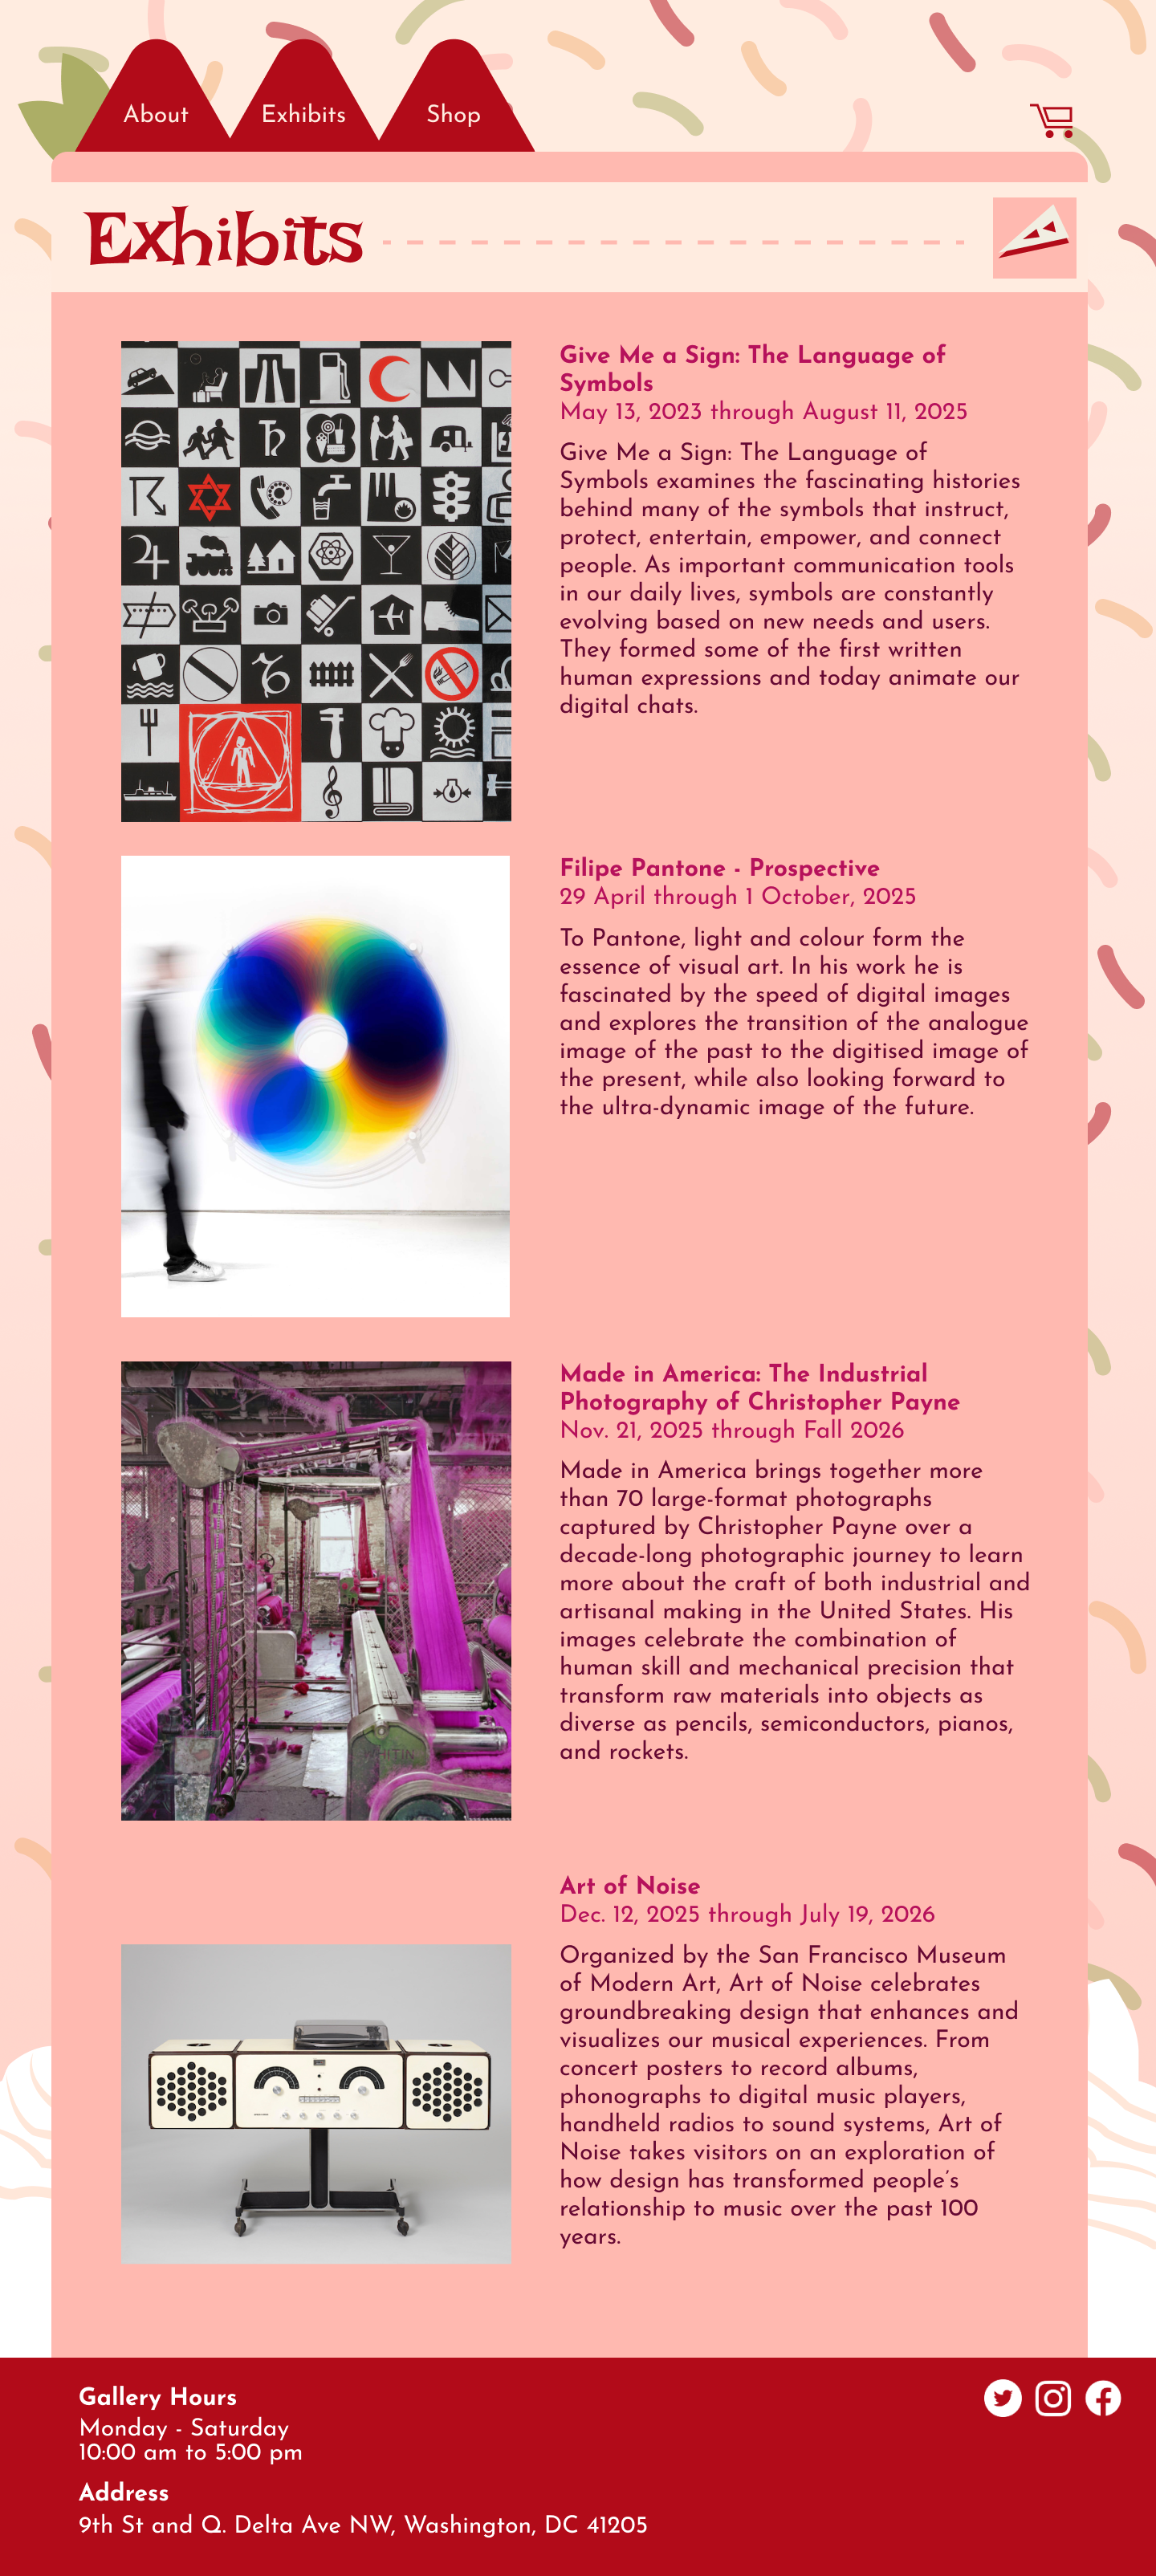 About
Exhibits
Shop
Exhibits
Give Me a Sign: The Language of
Symbols
May 13, 2023 through August 11, 2025
Give Me a Sign: The Language of
Symbols examines the fascinating histories
behind many of the symbols that instruct,
protect, entertain, empower, and connect
people. As important communication tools
in our daily lives, symbols are constantly
evolving based on new needs and users.
They formed some of the first written
human expressions and today animate our
digital chats.
Filipe Pantone - Prospective
29 April through 1 October, 2025
To Pantone, light and colour form the
essence of visual art. In his work he is
fascinated by the speed of digital images
and explores the transition of the analogue
image of the past to the digitised image of
the present, while also looking forward to
the ultra-dynamic image of the future.
WHITIN
Made in America: The Industrial
Photography of Christopher Payne
Nov. 21, 2025 through Fall 2026
Made in America brings together more
than 70 large-format photographs
captured by Christopher Payne over a
decade-long photographic journey to learn
more about the craft of both industrial and
artisanal making in the United States. His
images celebrate the combination of
human skill and mechanical precision that
transform raw materials into objects as
diverse as pencils, semiconductors, pianos,
and rockets.
Art of Noise
Dec. 12, 2025 through July 19, 2026
Organized by the San Francisco Museum
of Modern Art, Art of Noise celebrates
groundbreaking design that enhances and
visualizes our musical experiences. From
concert posters to record albums,
phonographs to digital music players,
handheld radios to sound systems, Art of
Noise takes visitors on an exploration of
how design has transformed people's
relationship to music over the past 100
years.
Gallery Hours
Monday - Saturday
10:00 am to 5:00 pm
Address
9th St and Q. Delta Ave NW, Washington, DC 41205